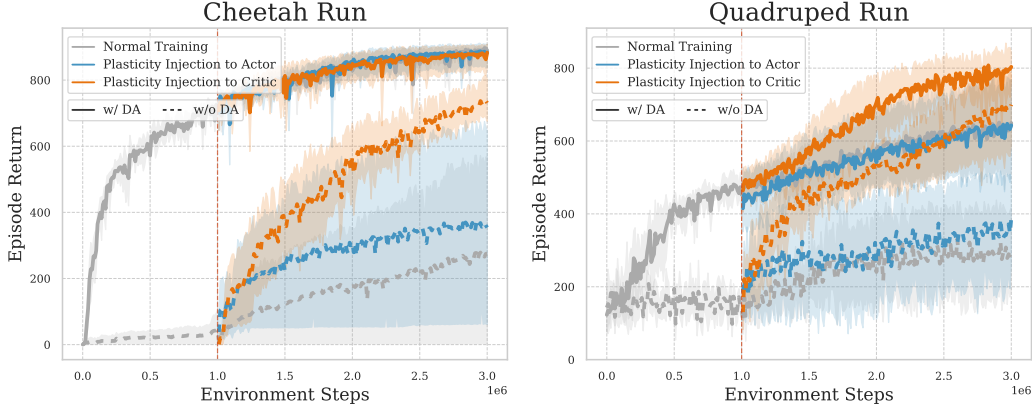 Cheetah Run
Episode Return
800
600
400
200
0
Normal Training
Plasticity Injection to Actor
Plasticity Injection to Critic
w/ DA
w/o DA
0.0 0.5 1.0 1.5 2.0 2.5 3.0
1e6
Environment Steps
Quadruped Run
Episode Return
800
600
400
200
0
Normal Training
Plasticity Injection to Actor
Plasticity Injection to Critic
w/ DA
w/o DA
0.0 0.5 1.0 1.5 2.0 2.5 3.0
1e6
Environment Steps